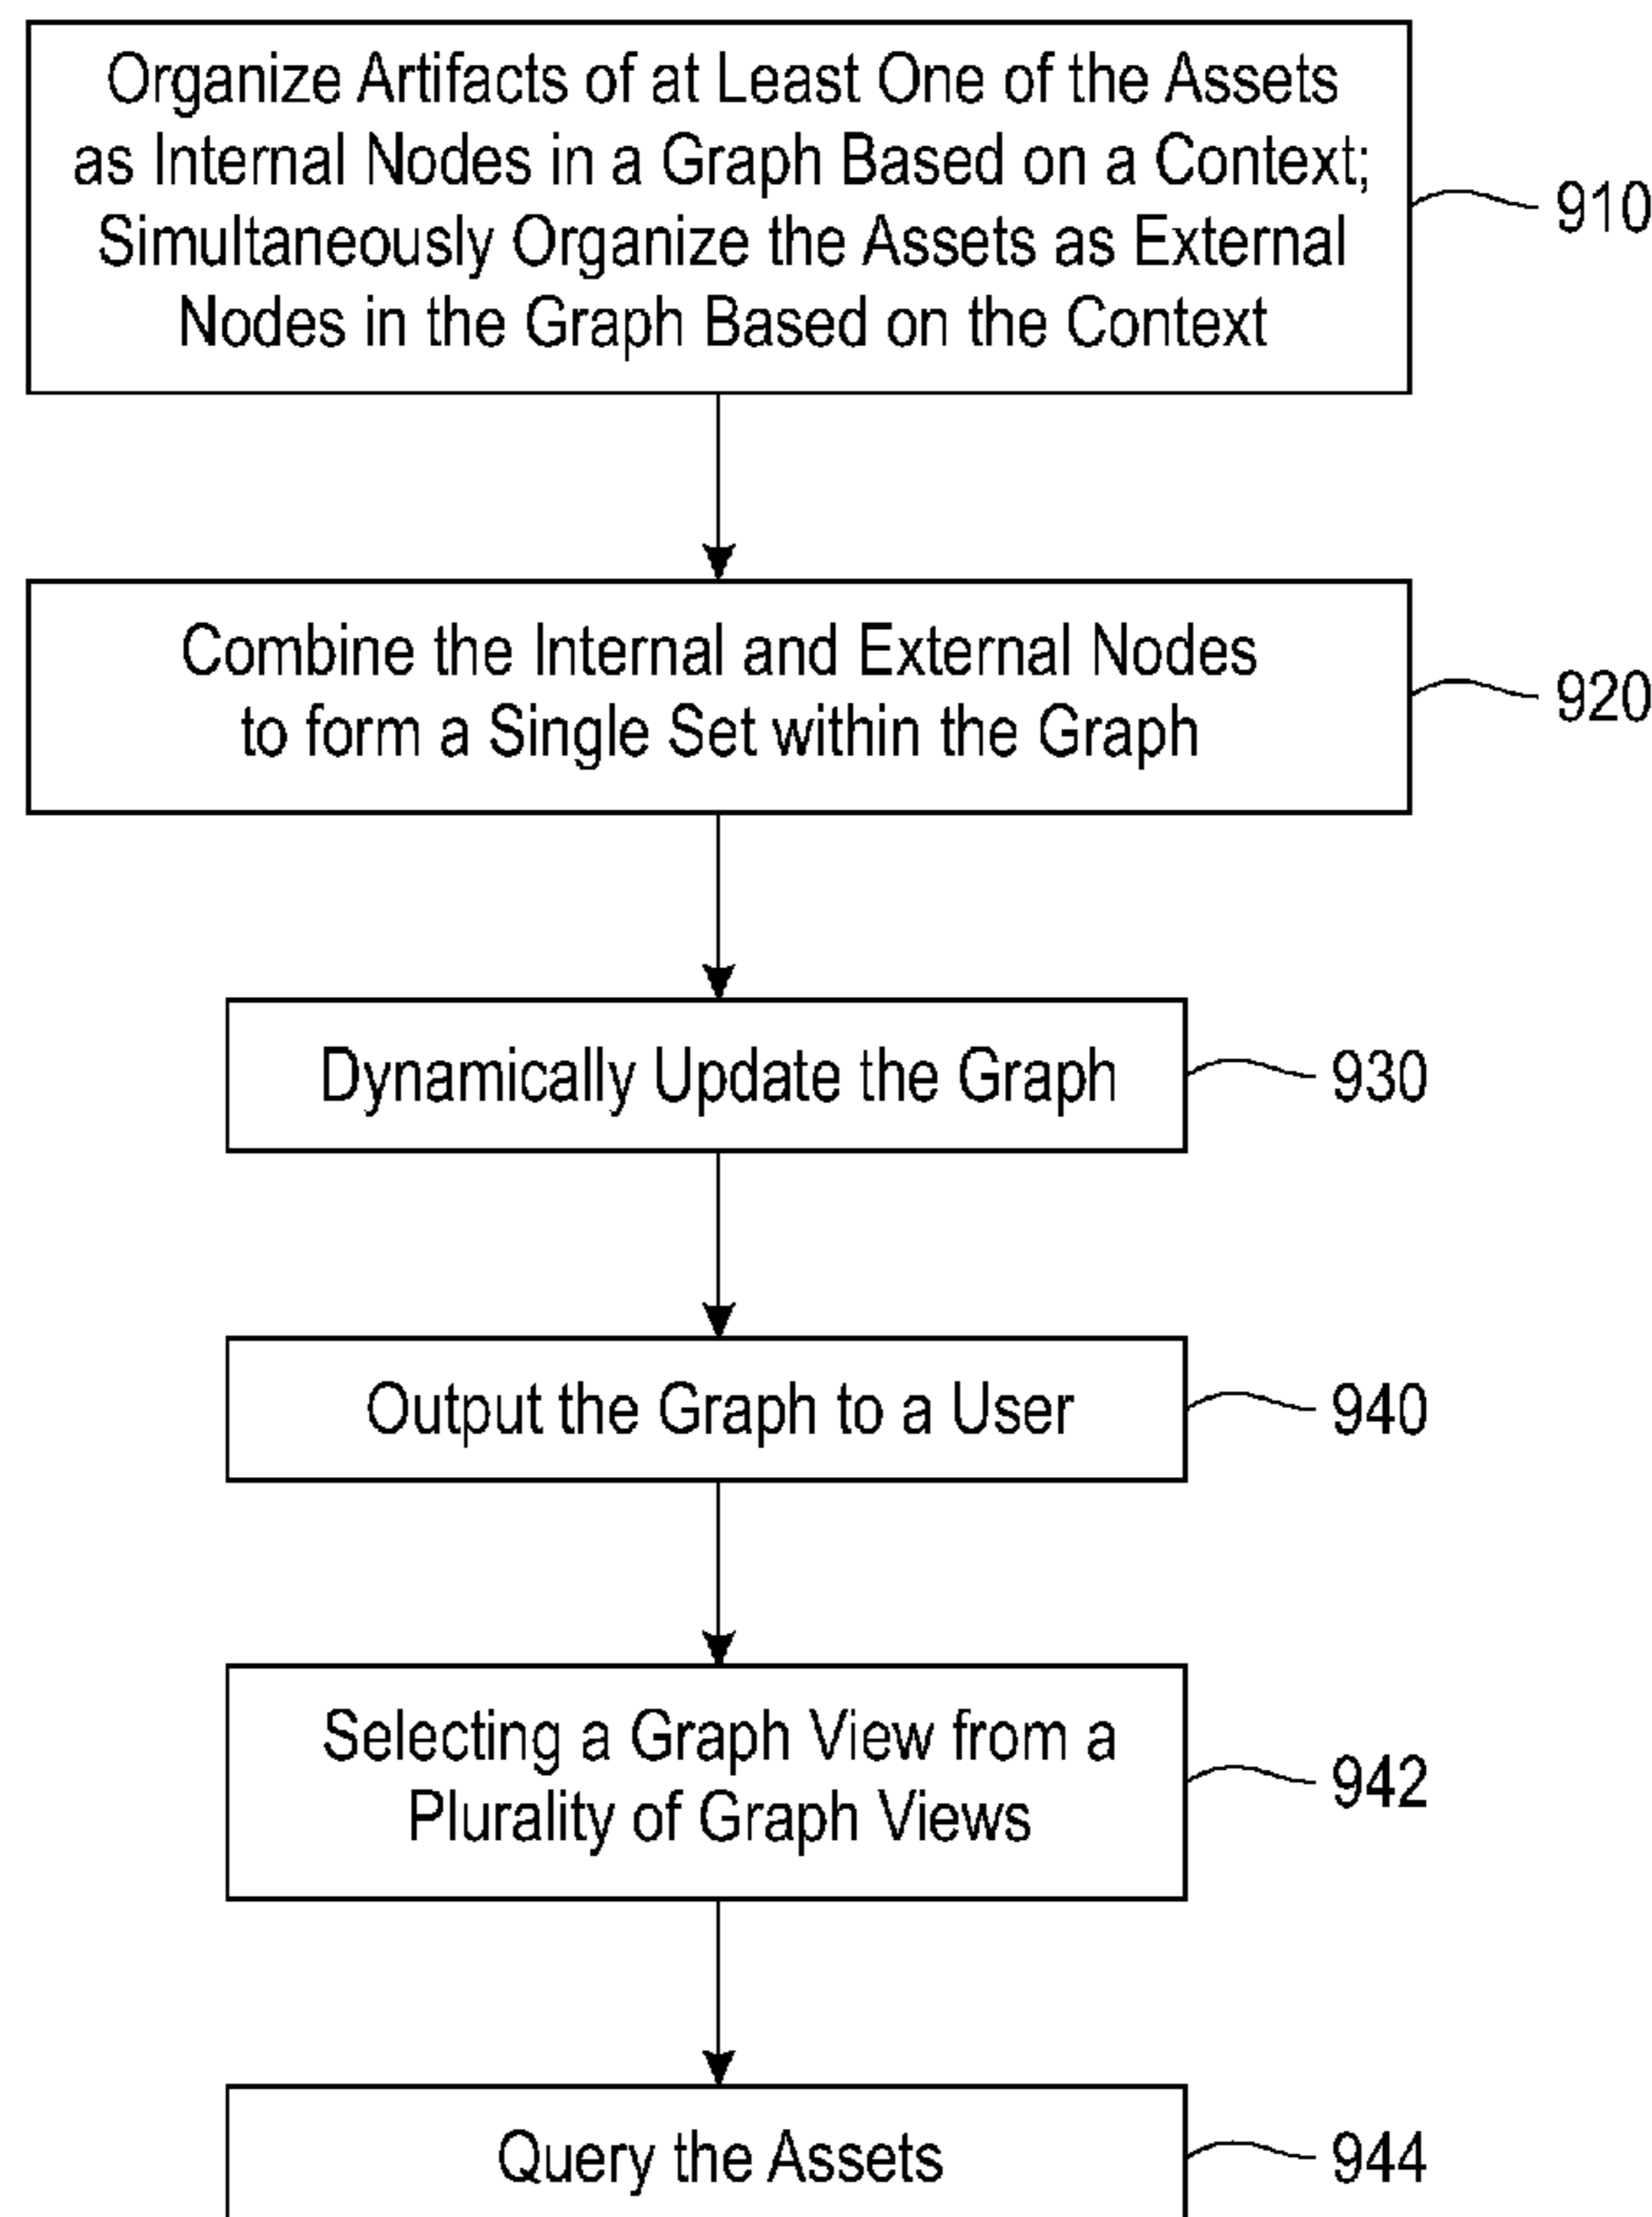 Organize Artifacts of at Least One of the Assets
as Internal Nodes in a Graph Based on a Context;
Simultaneously Organize the Assets as External
Nodes in the Graph Based on the Context
910
Combine the Internal and External Nodes
to form a Single Set within the Graph
920
Dynamically Update the Graph
930
Output the Graph to a User
940
Selecting a Graph View from a
Plurality of Graph Views
942
Query the Assets
944